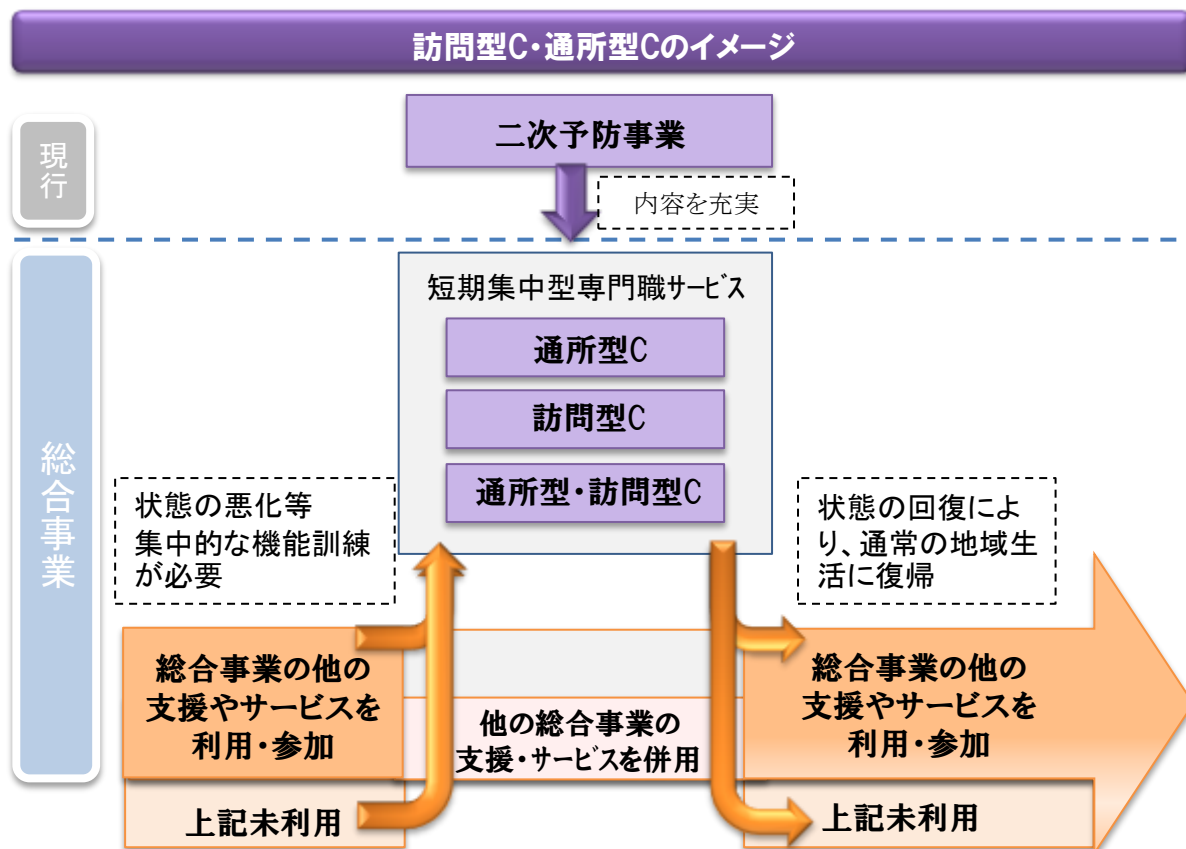 訪問型C・通所型Cのイメージ
現行
二次予防事業
内容を充実
総合事業
短期集中型専門職サービス
通所型C
訪問型C
通所型・訪問型C
状態の悪化等
集中的な機能訓練
が必要
状態の回復によ
り、通常の地域生
活に復帰
総合事業の他の
支援やサービスを
利用・参加
他の総合事業の
支援・サービスを併用
総合事業の他の
支援やサービスを
利用・参加
上記未利用
上記未利用